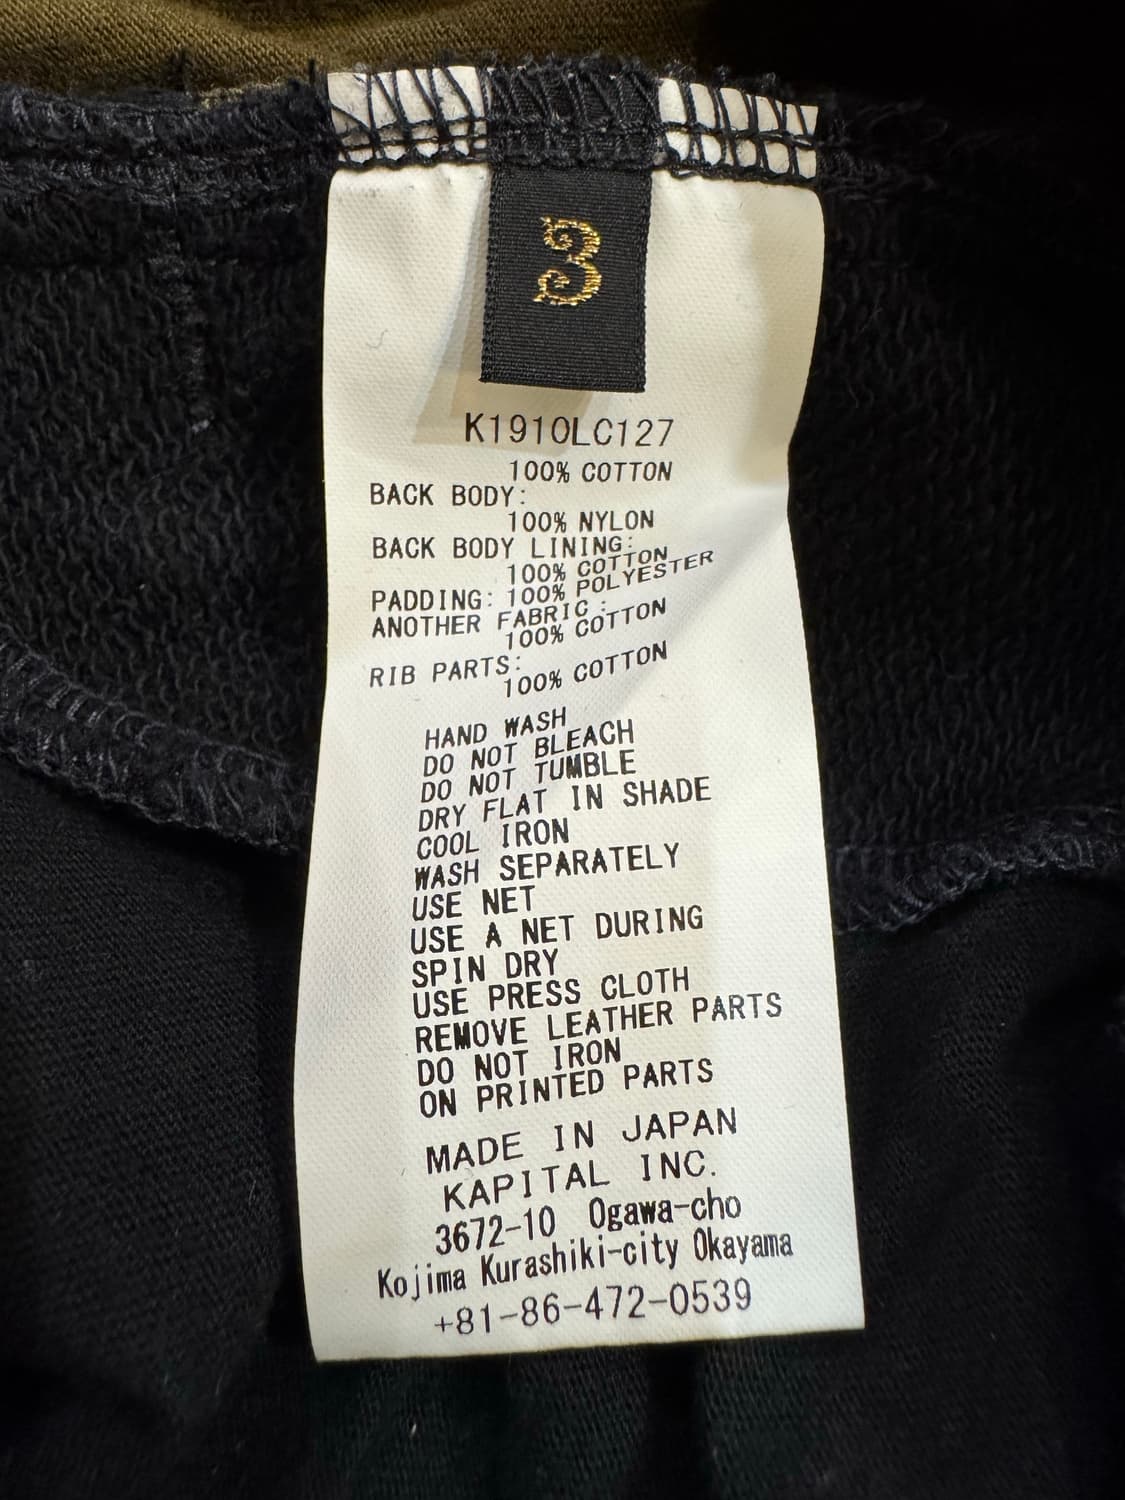 3
K1910LC127
100% COTTON
BACK BODY:
100% NYLON
BACK BODY LINING:
100% COTTON
PADDING: 100% POLYESTER
ANOTHER FABRIC :
100% COTTON
RIB PARTS:
100% COTTON
HAND WASH
DO NOT BLEACH
DO NOT TUMBLE
DRY FLAT IN SHADE
COOL IRON
WASH SEPARATELY
USE NET
USE A NET DURING
SPIN DRY
USE PRESS CLOTH
REMOVE LEATHER PARTS
DO NOT IRON
ON PRINTED PARTS
MADE IN JAPAN
KAPITAL INC.
3672-10 Ogawa-cho
Kojima Kurashiki-city Okayama
+81-86-472-0539